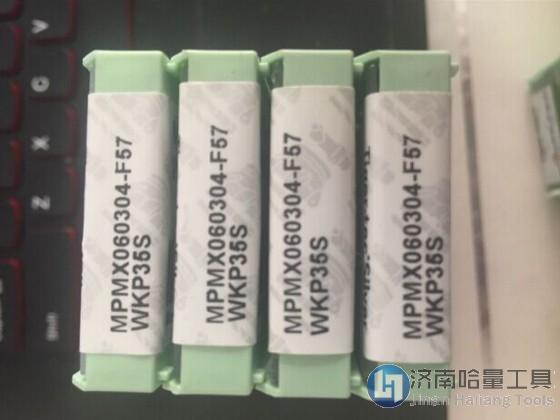 MPMX060304-F57
WKP35S
MPMX060304-F57
WKP35S
MPMX060304-F57
WKP35S
MPMX060304-F57
WKP35S
V
C
X
Z
济南哈量工具
Jinan Haliang Tools